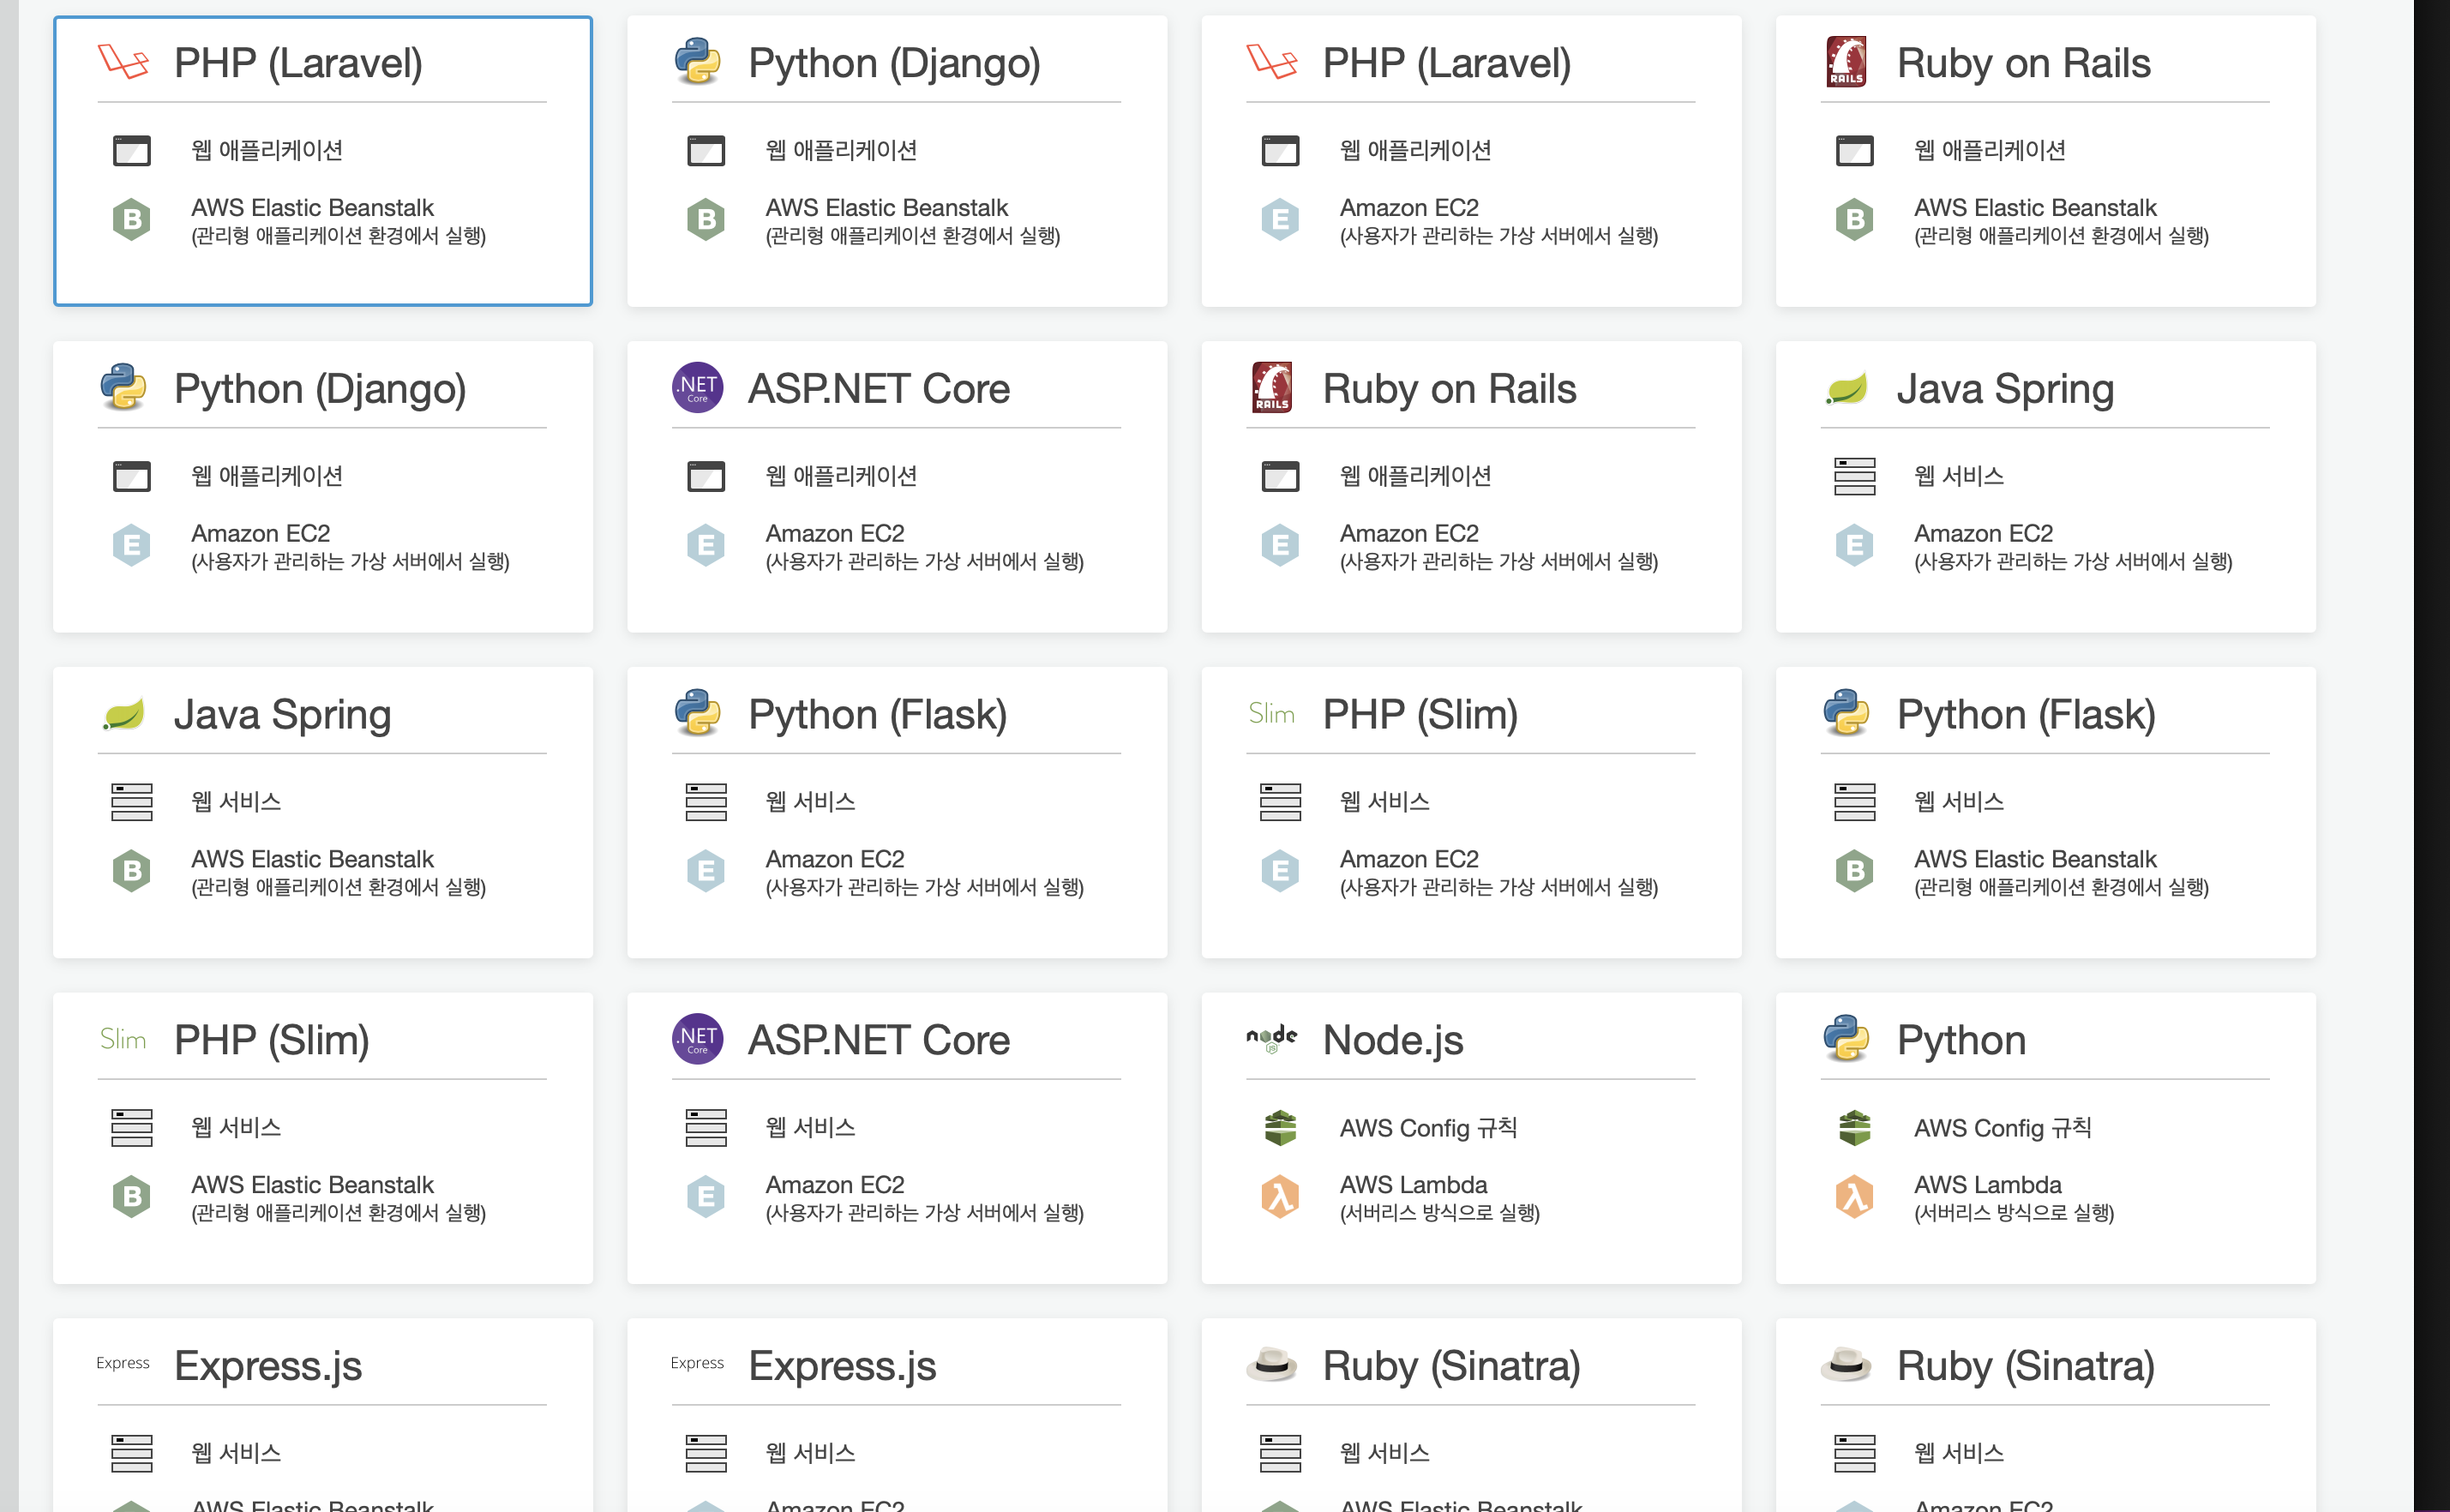 PHP (Laravel)
웹 애플리케이션
B
AWS Elastic Beanstalk
(관리형 애플리케이션 환경에서 실행)
Python (Django)
웹 애플리케이션
B
AWS Elastic Beanstalk
(관리형 애플리케이션 환경에서 실행)
PHP (Laravel)
웹 애플리케이션
E
Amazon EC2
(사용자가 관리하는 가상 서버에서 실행)
RAILS
Ruby on Rails
웹 애플리케이션
B
AWS Elastic Beanstalk
(관리형 애플리케이션 환경에서 실행)
Python (Django)
웹 애플리케이션
E
Amazon EC2
(사용자가 관리하는 가상 서버에서 실행)
.NET
Core
ASP.NET Core
웹 애플리케이션
E
Amazon EC2
(사용자가 관리하는 가상 서버에서 실행)
RAILS
Ruby on Rails
웹 애플리케이션
E
Amazon EC2
(사용자가 관리하는 가상 서버에서 실행)
Java Spring
웹 서비스
E
Amazon EC2
(사용자가 관리하는 가상 서버에서 실행)
Java Spring
웹 서비스
B
AWS Elastic Beanstalk
(관리형 애플리케이션 환경에서 실행)
Python (Flask)
웹 서비스
E
Amazon EC2
(사용자가 관리하는 가상 서버에서 실행)
Slim
PHP (Slim)
웹 서비스
E
Amazon EC2
(사용자가 관리하는 가상 서버에서 실행)
Python (Flask)
웹 서비스
B
AWS Elastic Beanstalk
(관리형 애플리케이션 환경에서 실행)
Slim
PHP (Slim)
웹 서비스
B
AWS Elastic Beanstalk
(관리형 애플리케이션 환경에서 실행)
.NET
Core
ASP.NET Core
웹 서비스
E
Amazon EC2
(사용자가 관리하는 가상 서버에서 실행)
node
JS
Node.js
AWS Config 규칙
λ
AWS Lambda
(서버리스 방식으로 실행)
Python
AWS Config 규칙
λ
AWS Lambda
(서버리스 방식으로 실행)
Express
Express.js
웹 서비스
AWS Elastic Beanstalk
Express
Express.js
웹 서비스
Amazon EC2
Ruby (Sinatra)
웹 서비스
AWS Elastic Beanstalk
Ruby (Sinatra)
웹 서비스
Amazon EC2